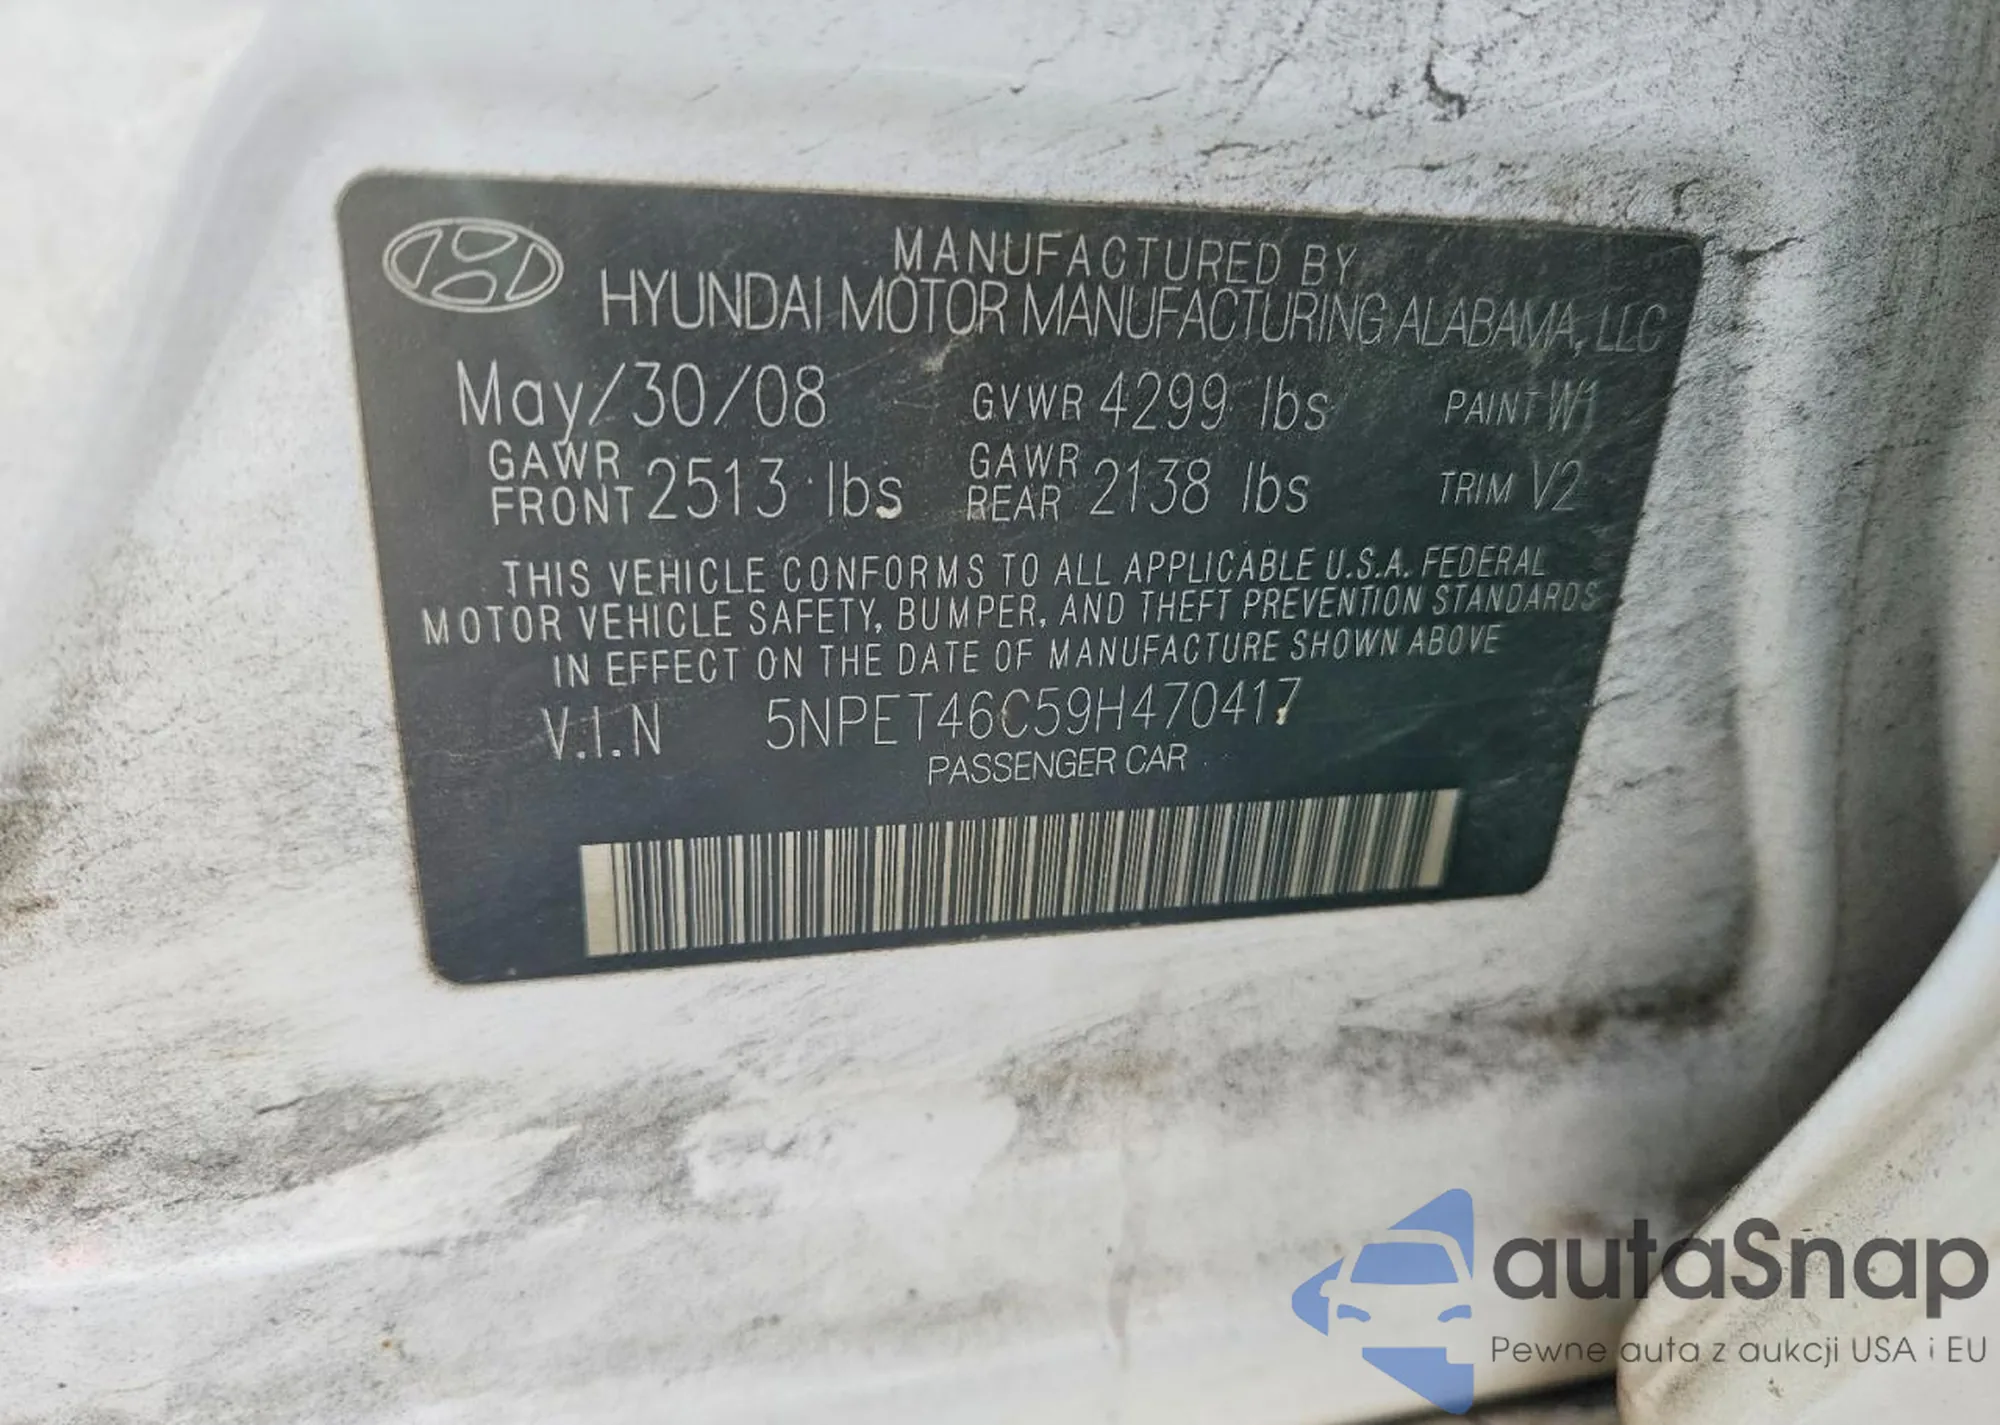 MANUFACTURED BY
HYUNDAI MOTOR MANUFACTURING ALABAMA, LLC
May/30/08 GVWR 4299 lbs PAINT W1
GAWR FRONT 2513 lbs GAWR REAR 2138 lbs TRIM V2
THIS VEHICLE CONFORMS TO ALL APPLICABLE U.S.A. FEDERAL
MOTOR VEHICLE SAFETY, BUMPER, AND THEFT PREVENTION STANDARDS
IN EFFECT ON THE DATE OF MANUFACTURE SHOWN ABOVE
V.I.N 5NPET46C59H470417
PASSENGER CAR
autaSnap
Pewne auta z aukcji USA i EU